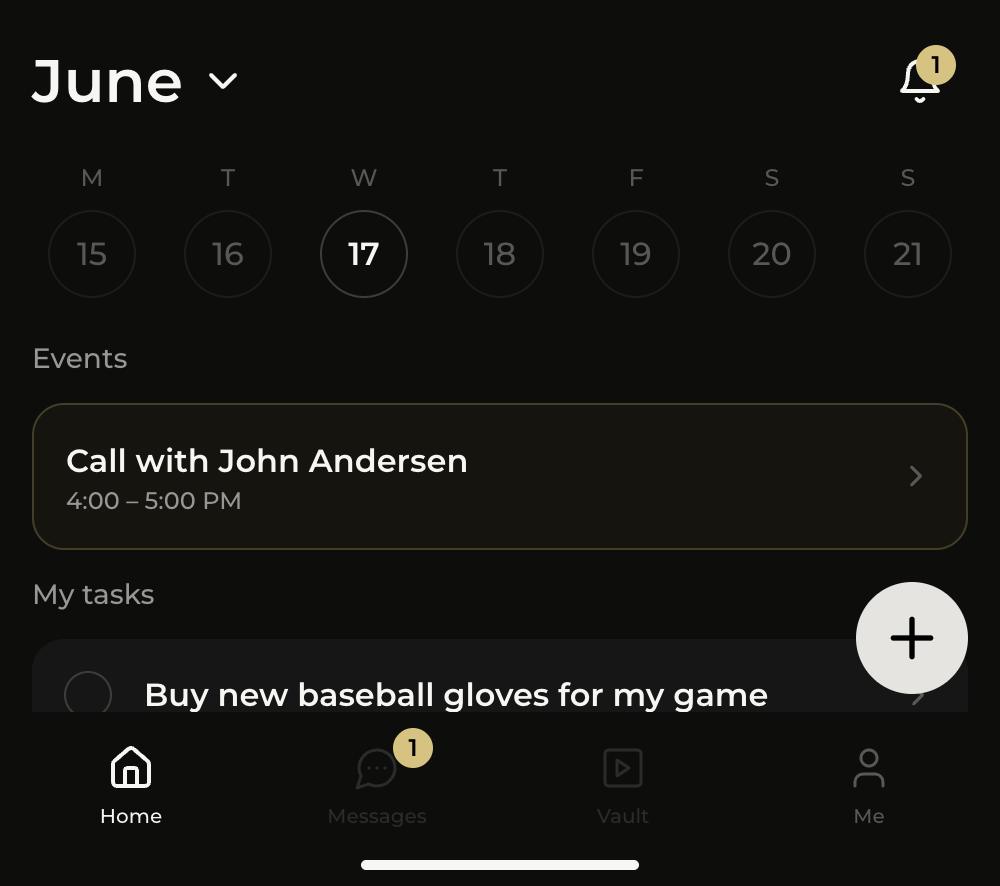 June
1
M T W T F S S
15 16 17 18 19 20 21
Events
Call with John Andersen
4:00 – 5:00 PM
My tasks
Buy new baseball gloves for my game
1
Home Messages Vault Me